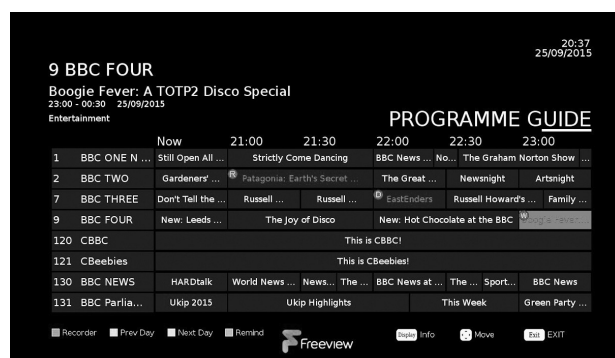 20:37
25/09/2015
9 BBC FOUR
Boogie Fever: A TOTP2 Disco Special
23:00 - 00:30 25/09/2015
Entertainment
PROGRAMME GUIDE
Now 21:00 21:30 22:00 22:30 23:00
1 BBC ONE N ... Still Open All ... Strictly Come Dancing BBC News ... No... The Graham Norton Show ...
2 BBC TWO Gardeners' ... R Patagonia: Earth's Secret ... The Great ... Newsnight Artsnight
7 BBC THREE Don't Tell the ... Russell ... Russell ... D EastEnders Russell Howard's ... Family ...
9 BBC FOUR New: Leeds ... The Joy of Disco New: Hot Chocolate at the BBC W Boogie Fever: ...
120 CBBC This is CBBC!
121 CBeebies This is CBeebies!
130 BBC NEWS HARDtalk World News ... News... The ... BBC News at ... The ... Sport... BBC News
131 BBC Parlia... Ukip 2015 Ukip Highlights This Week Green Party ...
Recorder Prev Day Next Day Remind Freeview Display Info Move Exit EXIT